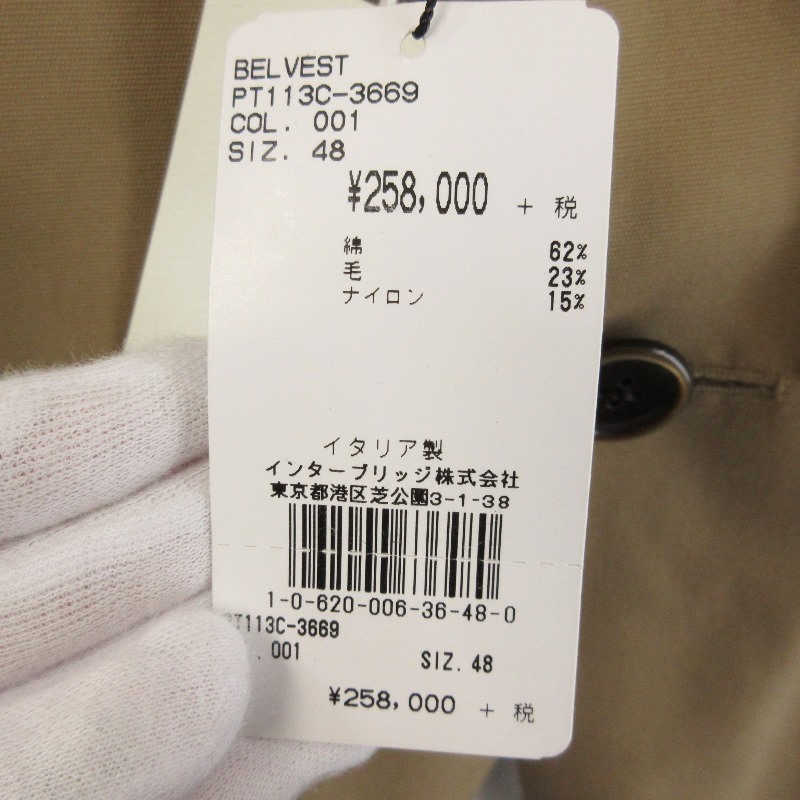 BELVEST
PT113C-3669
COL. 001
SIZ. 48
¥258,000 + 税
綿 62%
毛 23%
ナイロン 15%
イタリア製
インターブリッジ株式会社
東京都港区芝公園3-1-38
1-0-620-006-36-48-0
PT113C-3669
. 001 SIZ. 48
¥258,000 + 税